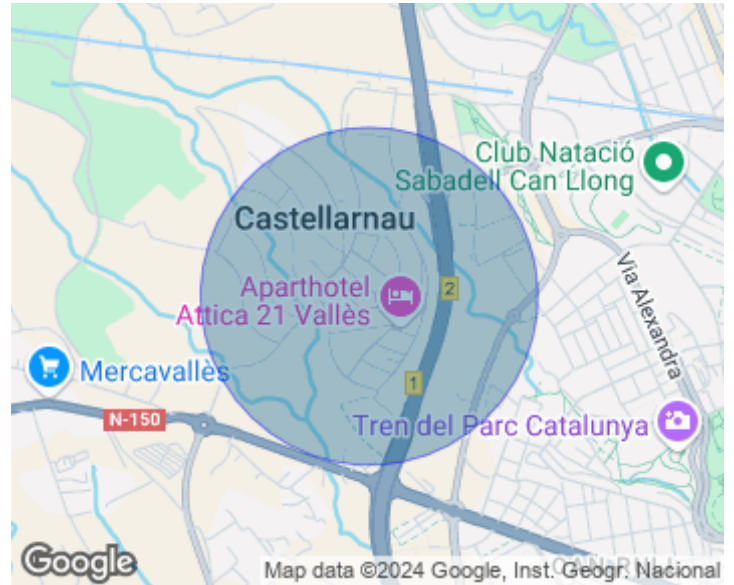 Club Natació
Sabadell Can Llong
Castellarnau
Aparthotel
Attica 21 Vallès
2
Via Alexandra
Mercavallès
1
N-150
Tren del Parc Catalunya
Google
Map data ©2024 Google, Inst. Geogr. Nacional